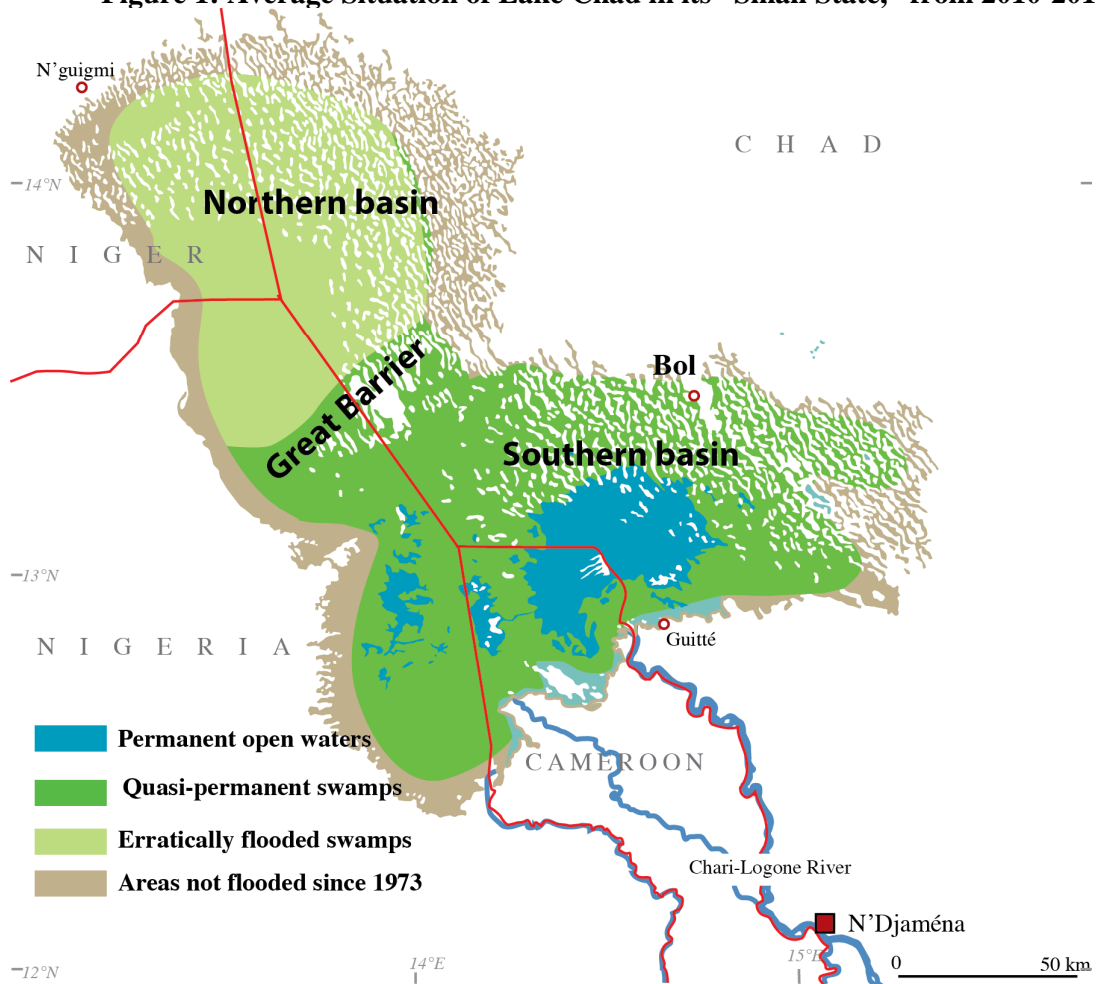 Figure 1: Average Situation of Lake Chad in its "Small State," from 2010-201
N'guigmi
C H A D
14°N
Northern basin
N I G E R
Bol
Great Barrier
Southern basin
13°N
Guitté
N I G E R I A
Permanent open waters
CAMEROON
Quasi-permanent swamps
Erratically flooded swamps
Chari-Logone River
Areas not flooded since 1973
N'Djaména
14°E
15°E
0 50 km
12°N